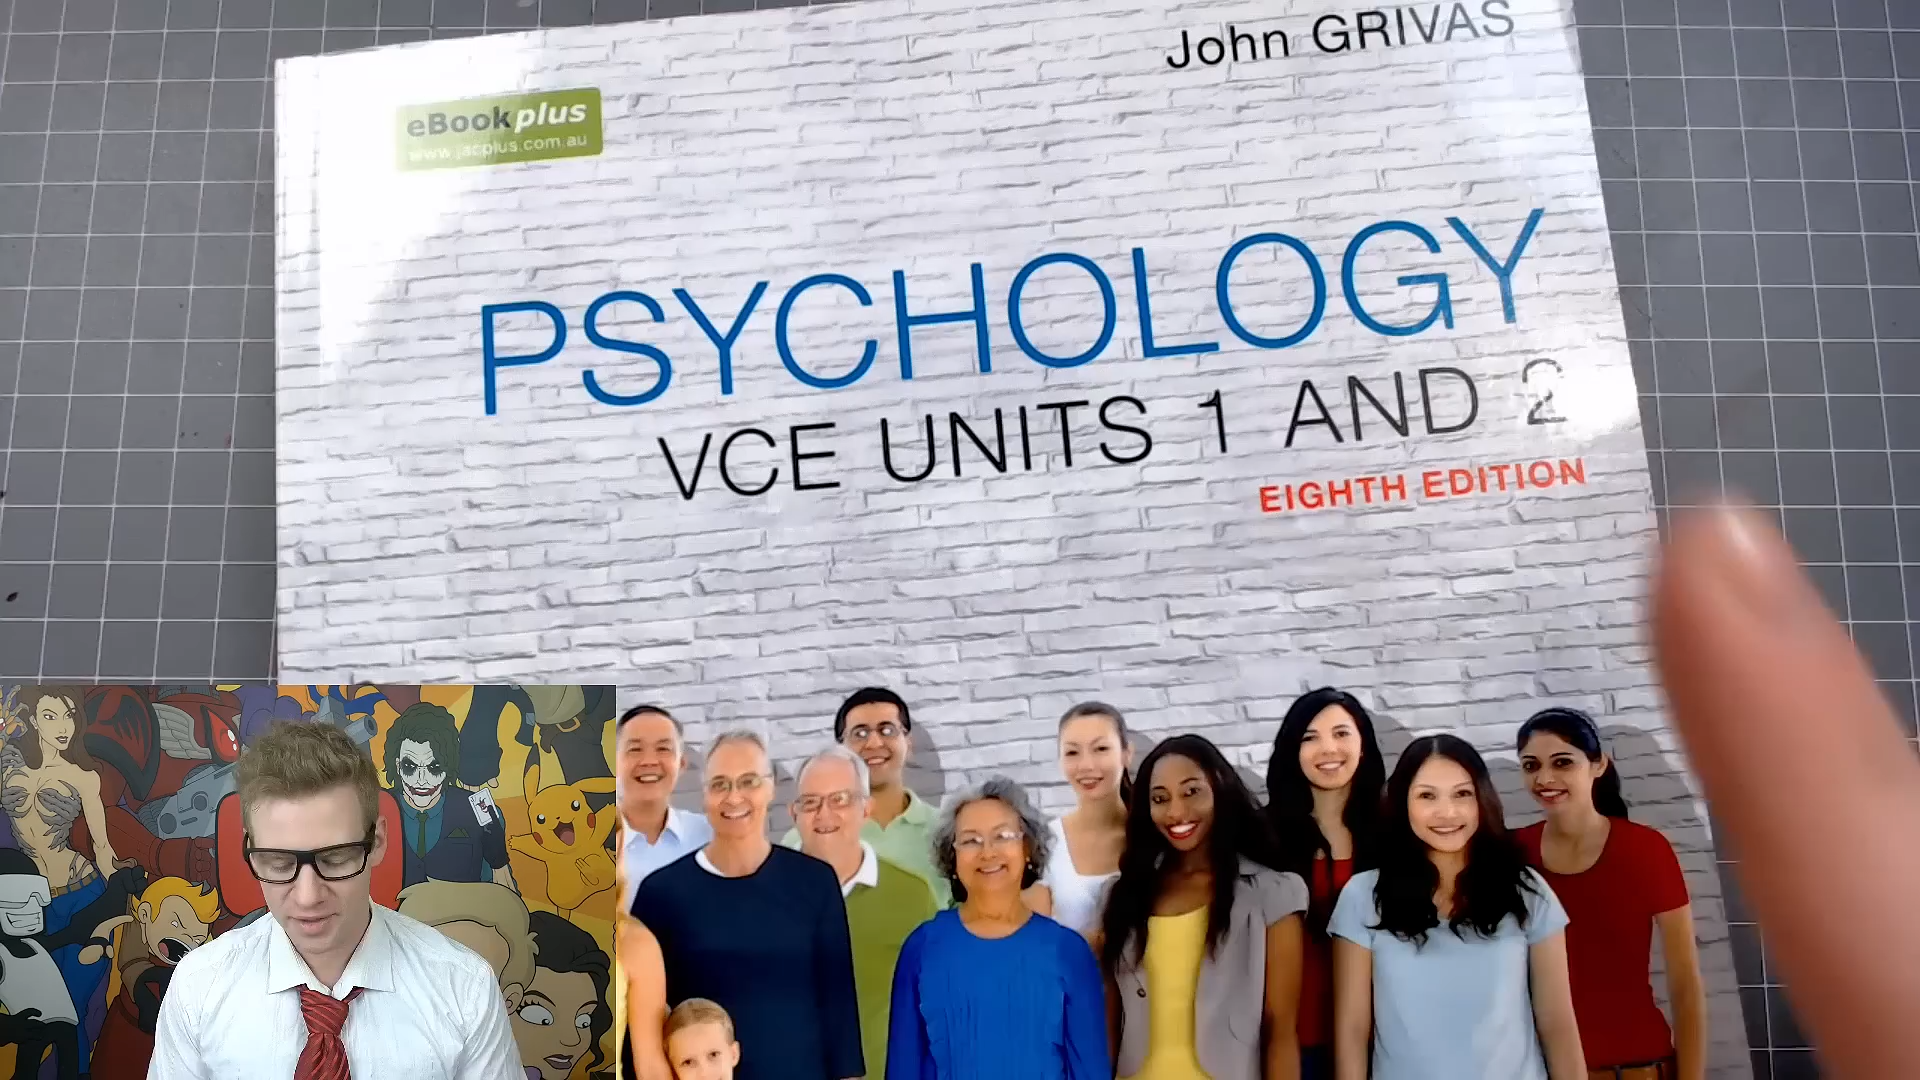 John GRIVAS
eBookplus
www.jacplus.com.au
PSYCHOLOGY
VCE UNITS 1 AND 2
EIGHTH EDITION